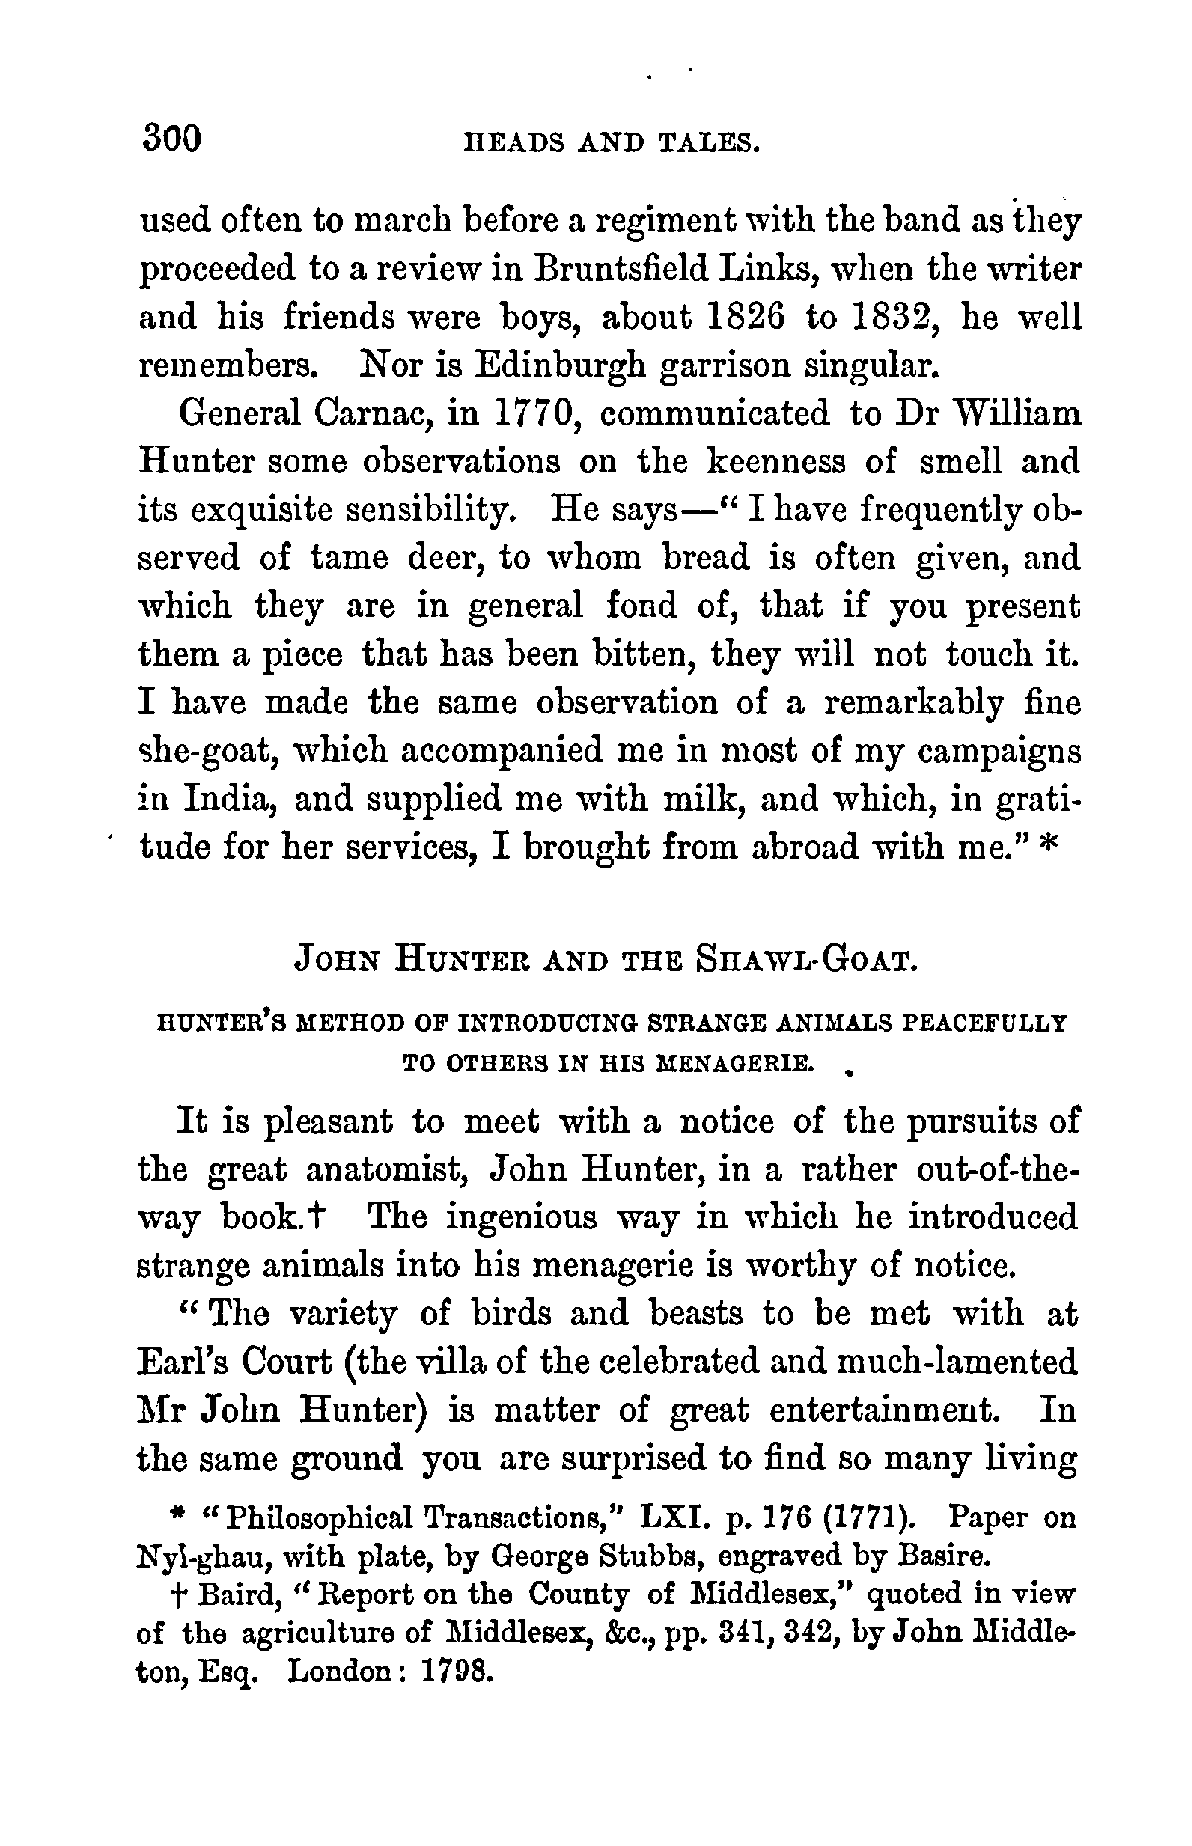 300 HEADS AND TALES.
used often to march before a regiment with the band as they
proceeded to a review in Bruntsfield Links, when the writer
and his friends were boys, about 1826 to 1832, he well
remembers. Nor is Edinburgh garrison singular.
General Carnac, in 1770, communicated to Dr William
Hunter some observations on the keenness of smell and
its exquisite sensibility. He says—“I have frequently ob-
served of tame deer, to whom bread is often given, and
which they are in general fond of, that if you present
them a piece that has been bitten, they will not touch it.
I have made the same observation of a remarkably fine
she-goat, which accompanied me in most of my campaigns
in India, and supplied me with milk, and which, in grati-
tude for her services, I brought from abroad with me.” *
JOHN HUNTER AND THE SHAWL-GOAT.
HUNTER’S METHOD OF INTRODUCING STRANGE ANIMALS PEACEFULLY
TO OTHERS IN HIS MENAGERIE.
It is pleasant to meet with a notice of the pursuits of
the great anatomist, John Hunter, in a rather out-of-the-
way book.† The ingenious way in which he introduced
strange animals into his menagerie is worthy of notice.
“The variety of birds and beasts to be met with at
Earl’s Court (the villa of the celebrated and much-lamented
Mr John Hunter) is matter of great entertainment. In
the same ground you are surprised to find so many living
* “Philosophical Transactions,” LXI. p. 176 (1771). Paper on
Nyl-ghau, with plate, by George Stubbs, engraved by Basire.
† Baird, “Report on the County of Middlesex,” quoted in view
of the agriculture of Middlesex, &c., pp. 341, 342, by John Middle-
ton, Esq. London: 1798.